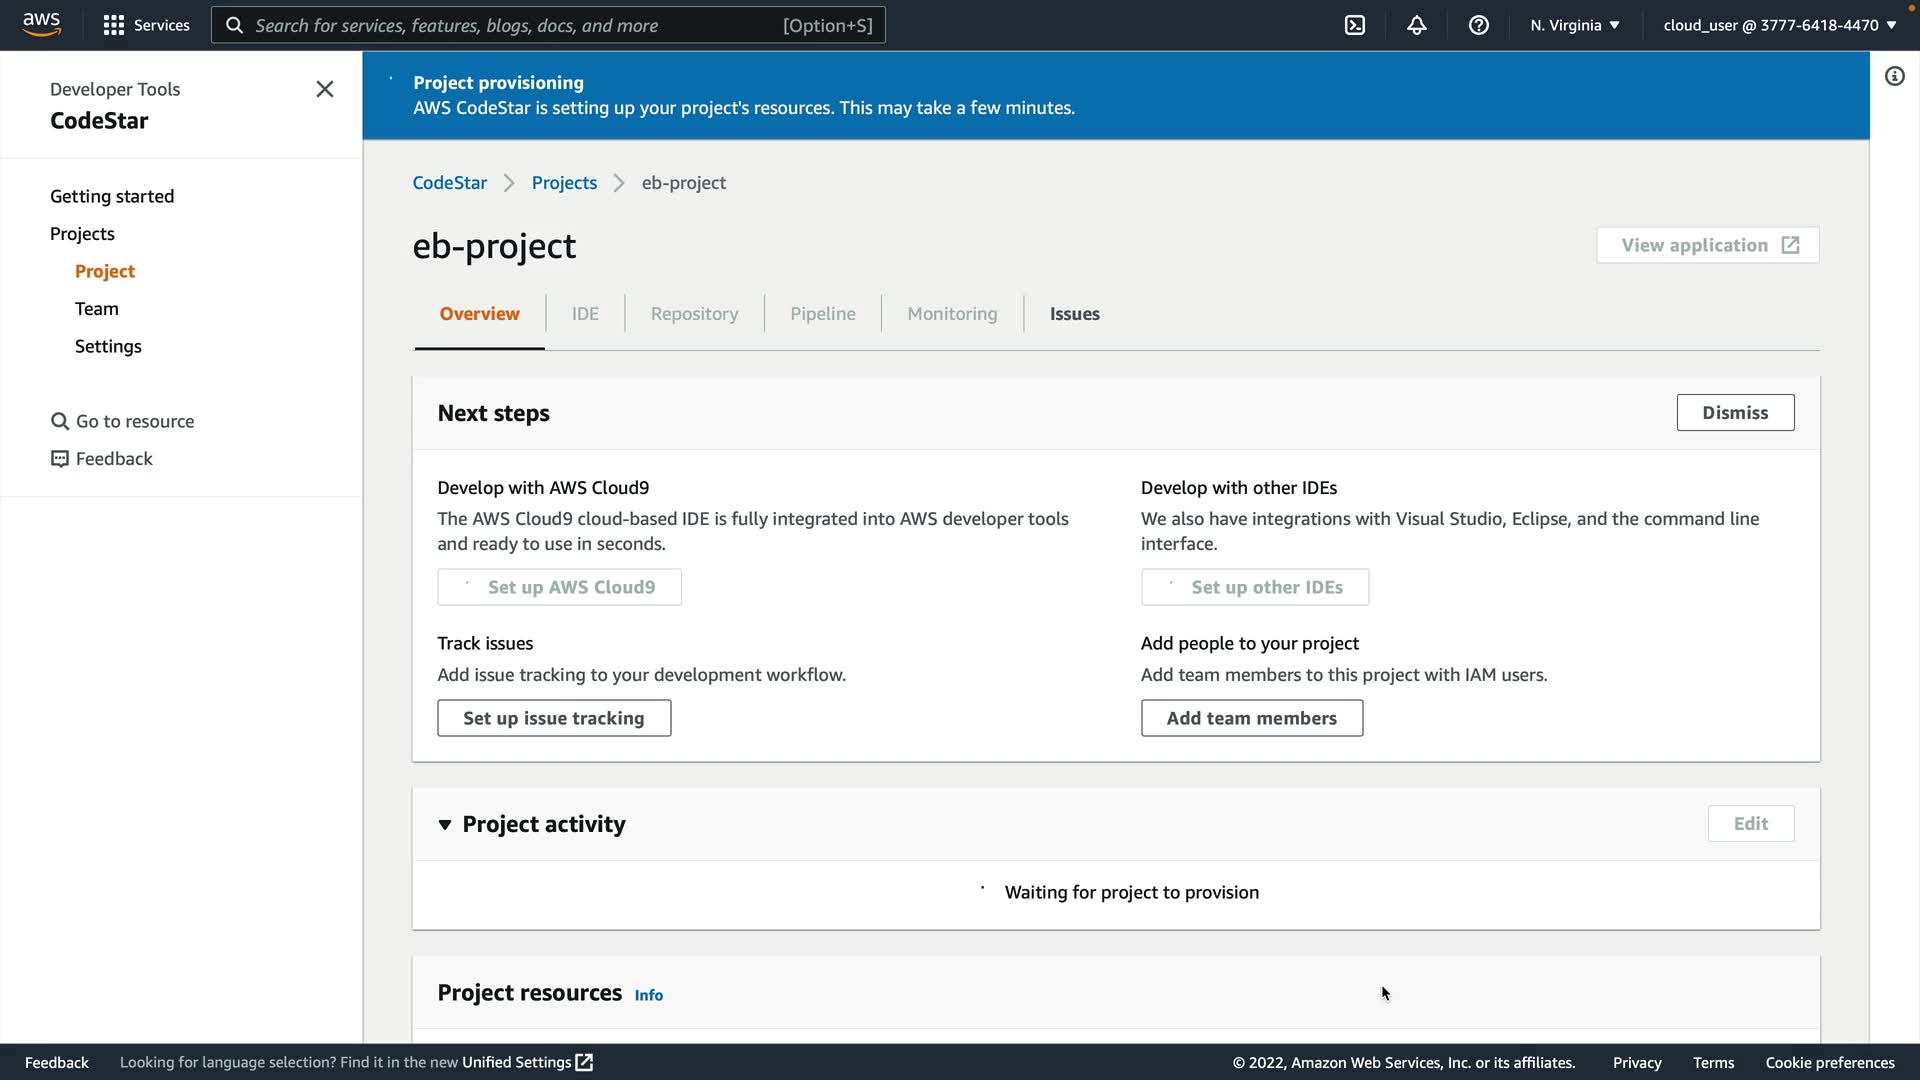 aws
Services
Search for services, features, blogs, docs, and more
[Option+S]
N. Virginia ▼
cloud_user @ 3777-6418-4470 ▼
Developer Tools
CodeStar
Getting started
Projects
Project
Team
Settings
Go to resource
Feedback
Project provisioning
AWS CodeStar is setting up your project's resources. This may take a few minutes.
CodeStar
Projects
eb-project
eb-project
View application
Overview
IDE
Repository
Pipeline
Monitoring
Issues
Next steps
Dismiss
Develop with AWS Cloud9
The AWS Cloud9 cloud-based IDE is fully integrated into AWS developer tools
and ready to use in seconds.
Set up AWS Cloud9
Develop with other IDEs
We also have integrations with Visual Studio, Eclipse, and the command line
interface.
Set up other IDEs
Track issues
Add issue tracking to your development workflow.
Set up issue tracking
Add people to your project
Add team members to this project with IAM users.
Add team members
Project activity
Edit
Waiting for project to provision
Project resources
Info
Feedback
Looking for language selection? Find it in the new Unified Settings
© 2022, Amazon Web Services, Inc. or its affiliates.
Privacy
Terms
Cookie preferences